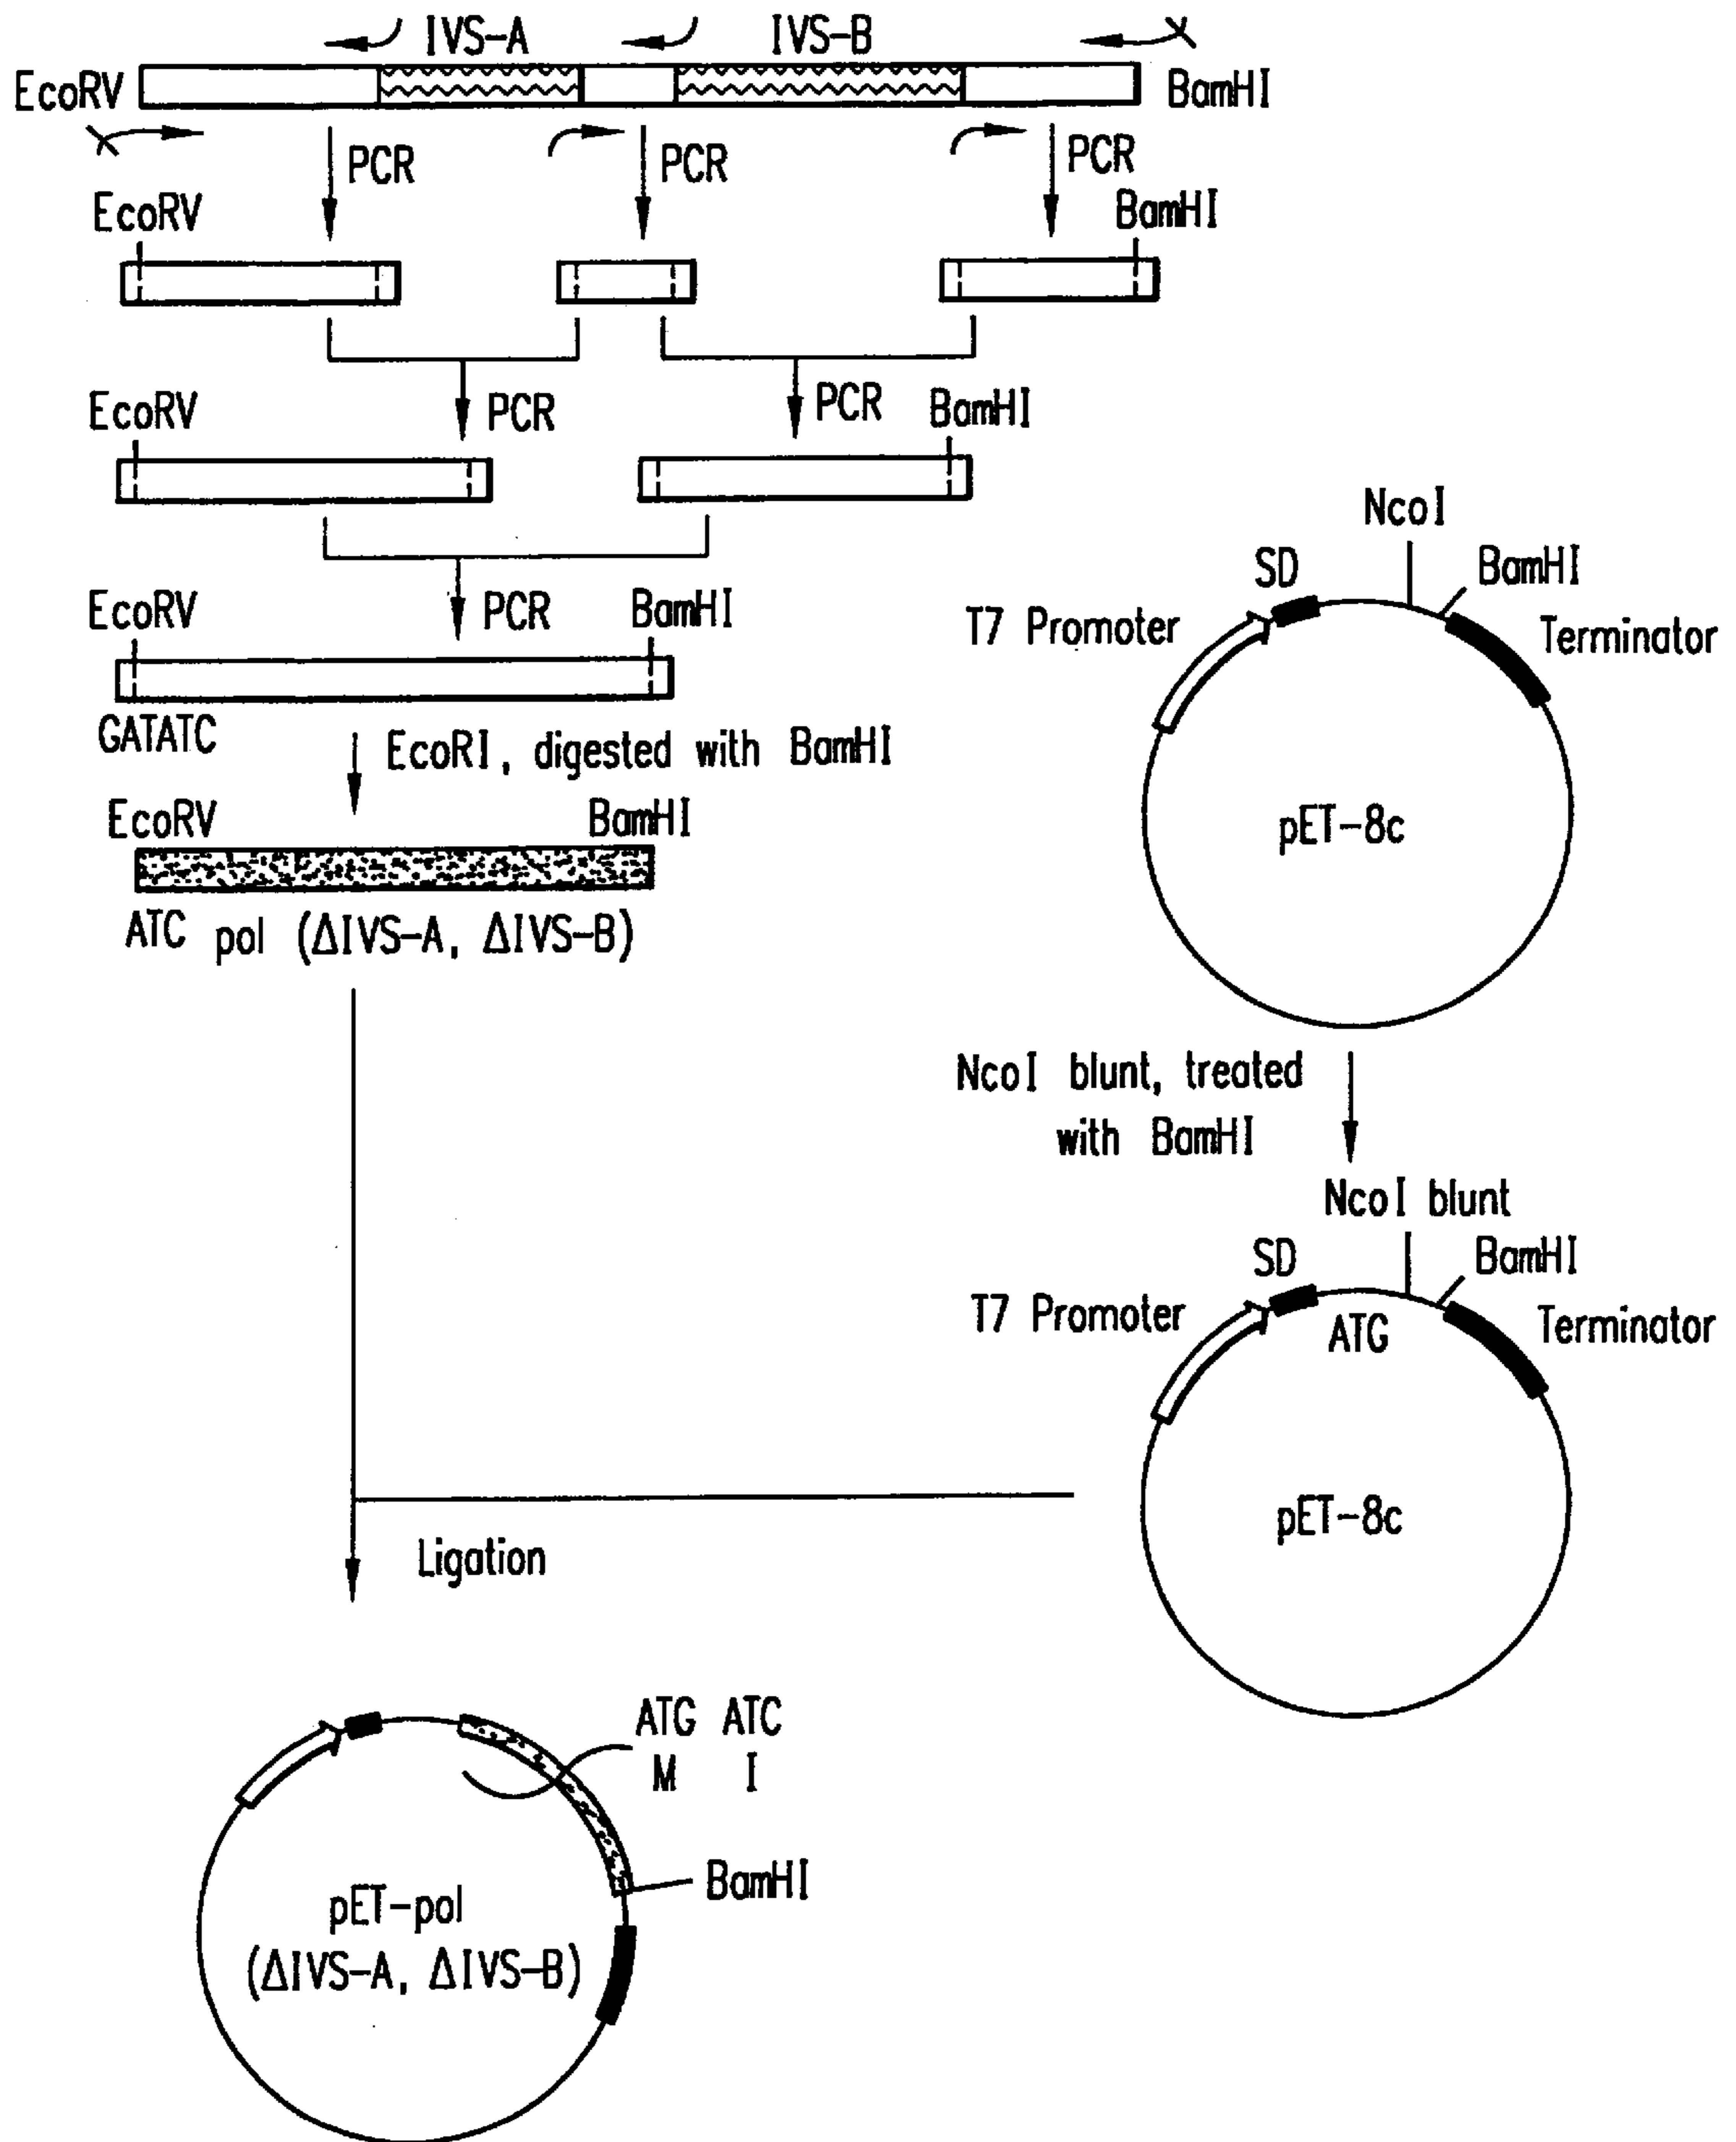 IVS-A IVS-B
EcoRV BamHI
PCR PCR PCR
EcoRV BamHI
PCR PCR
EcoRV BamHI
PCR
EcoRV BamHI
GATATC
EcoRI, digested with BamHI
EcoRV BamHI
ATC pol (ΔIVS-A, ΔIVS-B)
NcoI
SD BamHI
T7 Promoter Terminator
pET-8c
NcoI blunt, treated
with BamHI
NcoI blunt
SD BamHI
T7 Promoter ATG Terminator
pET-8c
Ligation
ATG ATC
M I
BamHI
pET-pol
(ΔIVS-A, ΔIVS-B)